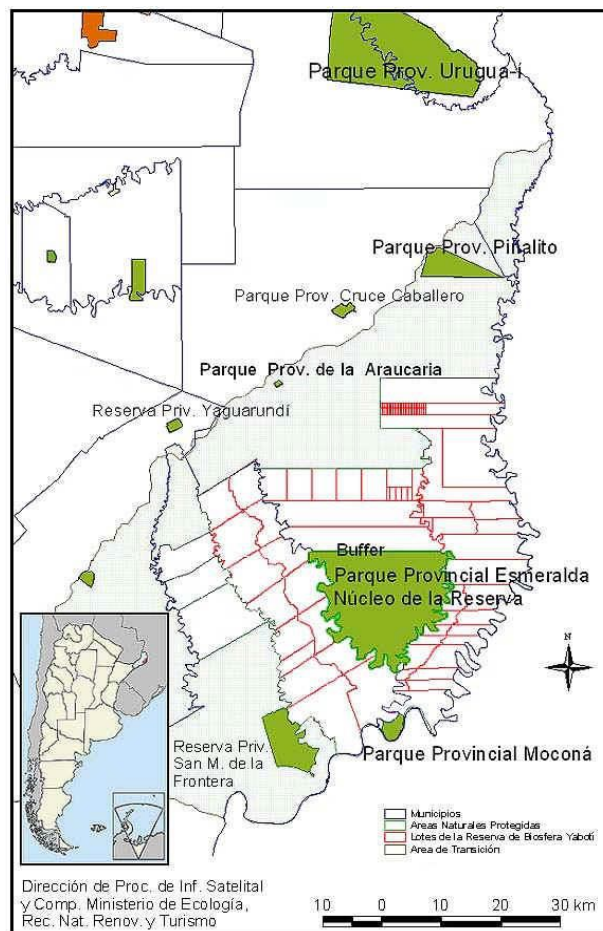 Parque Prov. Urugua-í
Parque Prov. Piñalito
Parque Prov. Cruce Caballero
Parque Prov. de la Araucaria
Reserva Priv. Yaguarundí
Buffer
Parque Provincial Esmeralda
Núcleo de la Reserva
Reserva Priv.
San M. de la
Frontera
Parque Provincial Moconá
N
Municipios
Areas Naturales Protegidas
Lotes de la Reserva de Biosfera Yabotí
Area de Transición
Dirección de Proc. de Inf. Satelital
y Comp. Ministerio de Ecología,
Rec. Nat. Renov. y Turismo
10 0 10 20 30 km